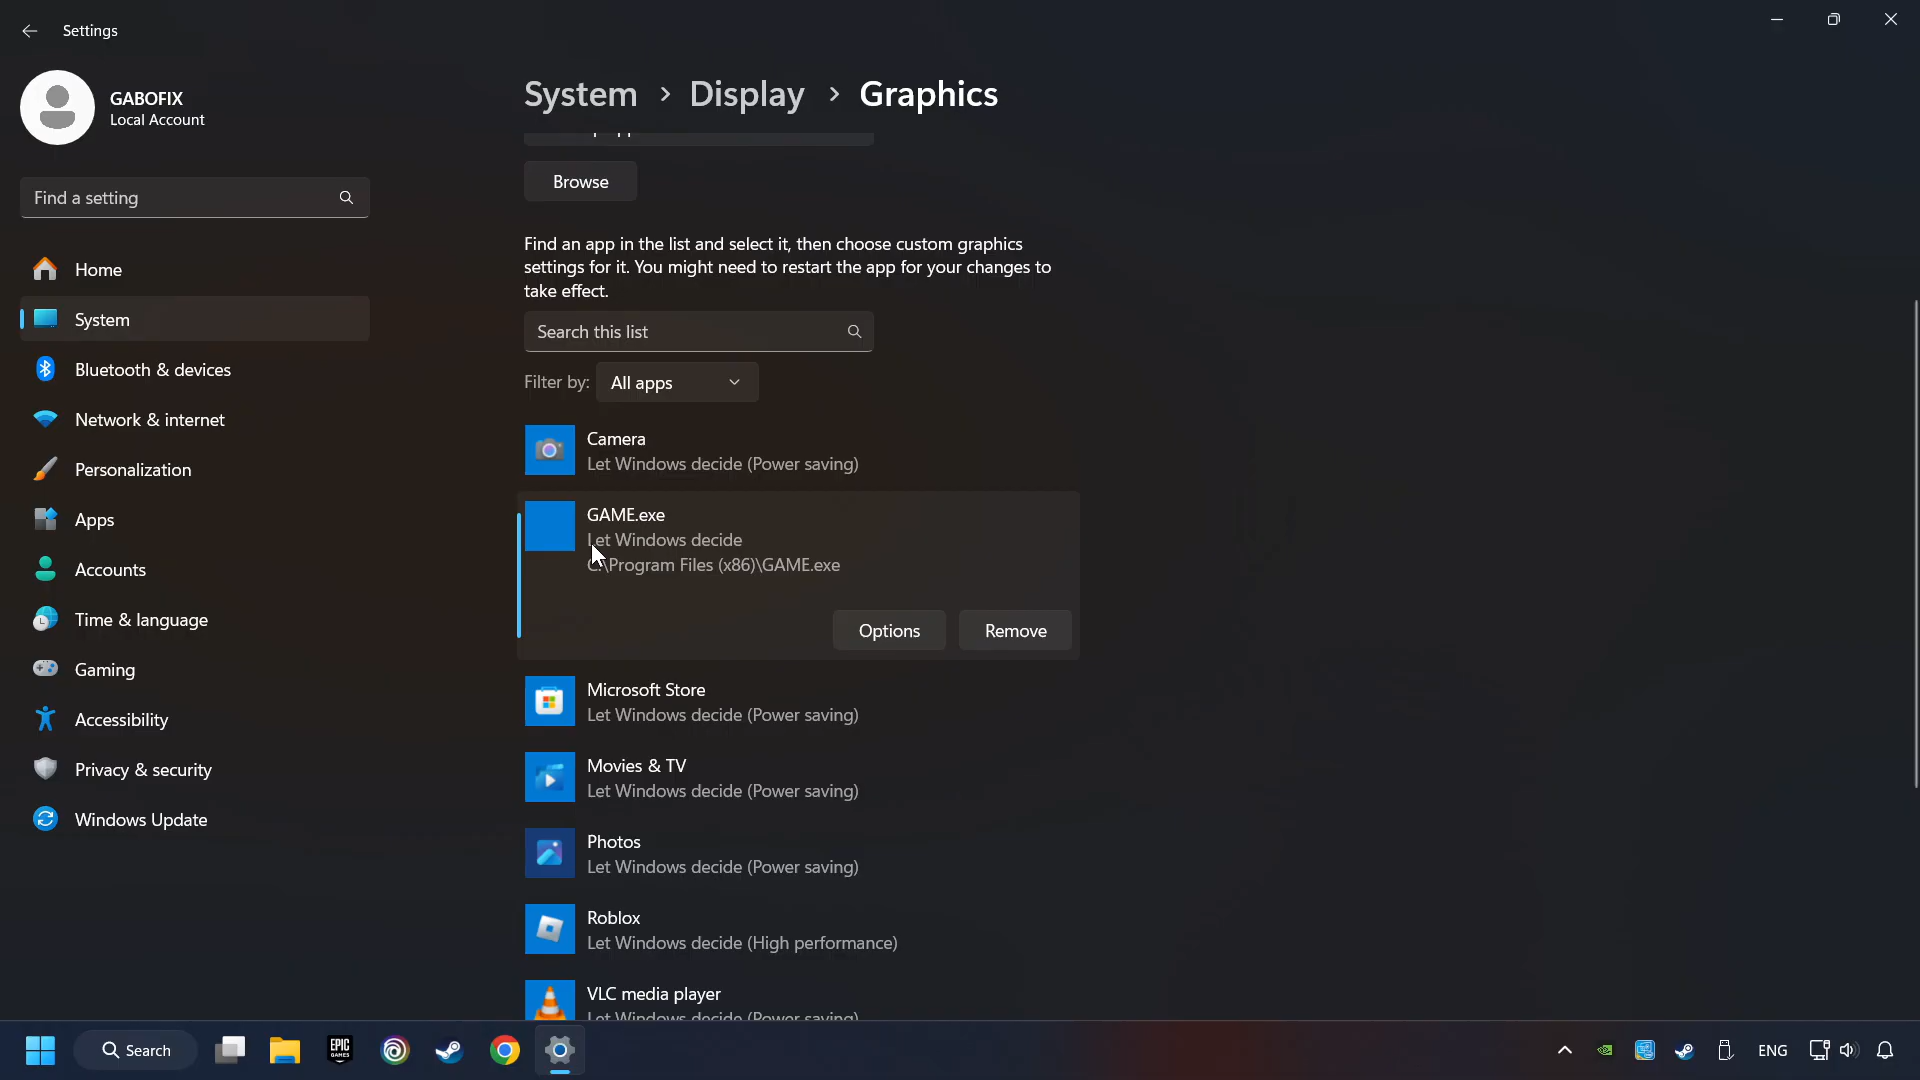 Settings
GABOFIX
Local Account
System > Display > Graphics
Browse
Find a setting
Find an app in the list and select it, then choose custom graphics
settings for it. You might need to restart the app for your changes to
take effect.
Home
System
Bluetooth & devices
Network & internet
Personalization
Apps
Accounts
Time & language
Gaming
Accessibility
Privacy & security
Windows Update
Search this list
Filter by: All apps
Camera
Let Windows decide (Power saving)
GAME.exe
Let Windows decide
C:\Program Files (x86)\GAME.exe
Options Remove
Microsoft Store
Let Windows decide (Power saving)
Movies & TV
Let Windows decide (Power saving)
Photos
Let Windows decide (Power saving)
Roblox
Let Windows decide (High performance)
VLC media player
Let Windows decide (Power saving)
Search
EPIC
GAMES
ENG